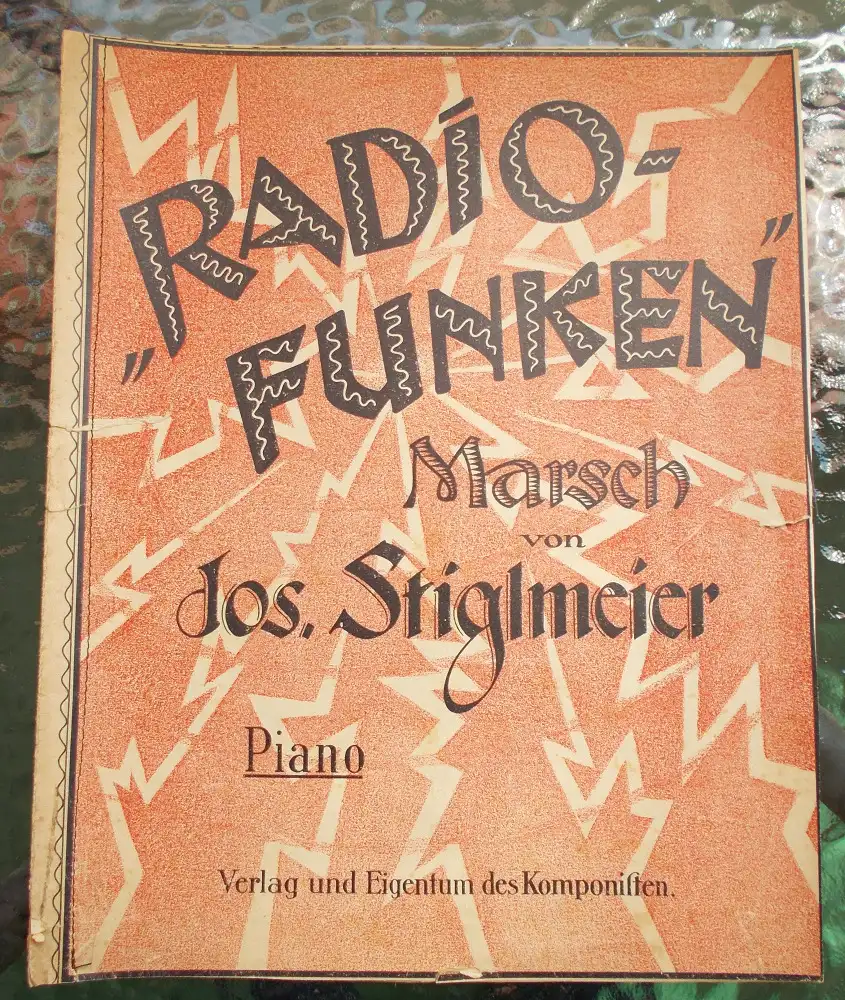 „RADIO-
FUNKEN”
Marsch
von
Jos. Stiglmeier
Piano
Verlag und Eigentum des Komponiſten.